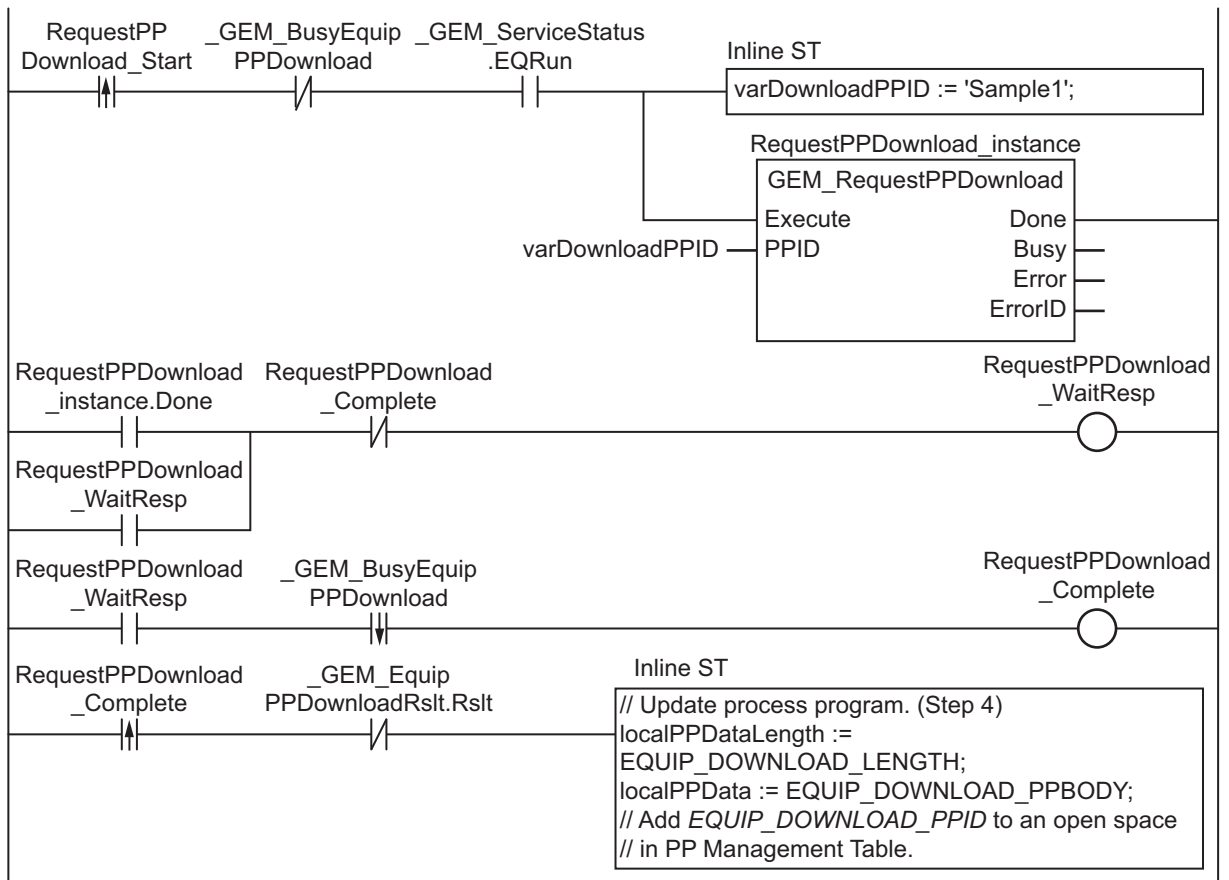 RequestPP
Download_Start
_GEM_BusyEquip
PPDownload
_GEM_ServiceStatus
.EQRun
Inline ST
varDownloadPPID := 'Sample1';
RequestPPDownload_instance
GEM_RequestPPDownload
Execute
Done
varDownloadPPID
PPID
Busy
Error
ErrorID
RequestPPDownload
_instance.Done
RequestPPDownload
_Complete
RequestPPDownload
_WaitResp
RequestPPDownload
_WaitResp
RequestPPDownload
_WaitResp
_GEM_BusyEquip
PPDownload
RequestPPDownload
_Complete
RequestPPDownload
_Complete
_GEM_Equip
PPDownloadRslt.Rslt
Inline ST
// Update process program. (Step 4)
localPPDataLength :=
EQUIP_DOWNLOAD_LENGTH;
localPPData := EQUIP_DOWNLOAD_PPBODY;
// Add EQUIP_DOWNLOAD_PPID to an open space
// in PP Management Table.